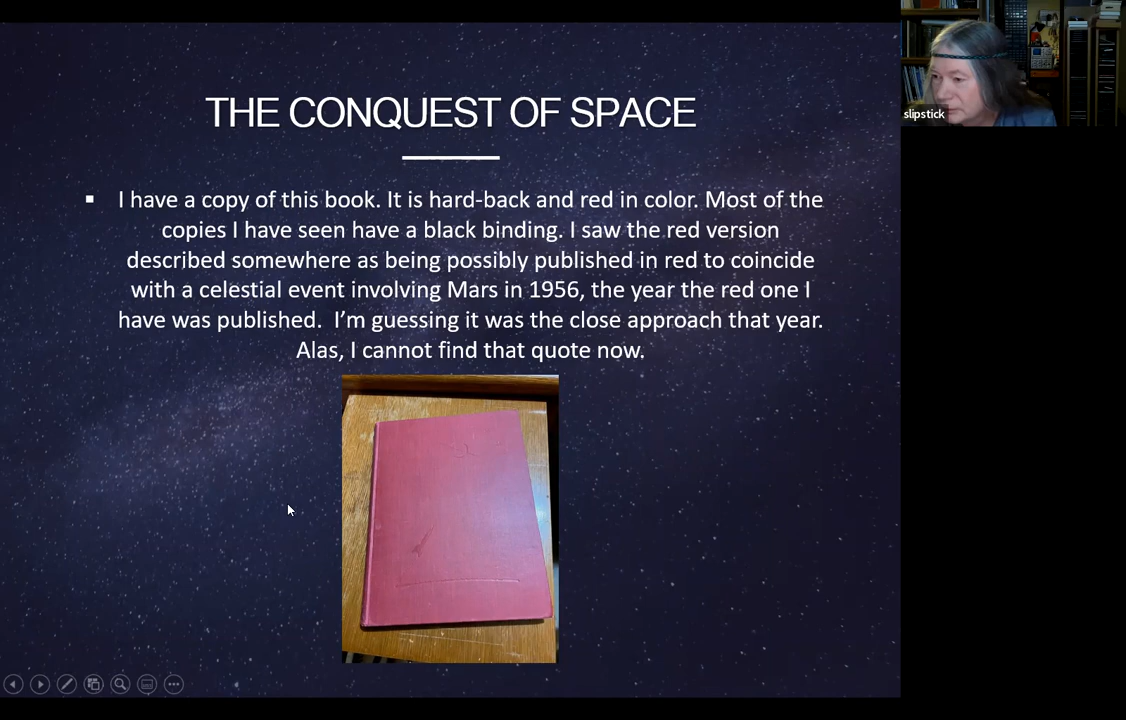 THE CONQUEST OF SPACE
▪ I have a copy of this book. It is hard-back and red in color. Most of the
copies I have seen have a black binding. I saw the red version
described somewhere as being possibly published in red to coincide
with a celestial event involving Mars in 1956, the year the red one I
have was published.  I’m guessing it was the close approach that year.
Alas, I cannot find that quote now.
slipstick